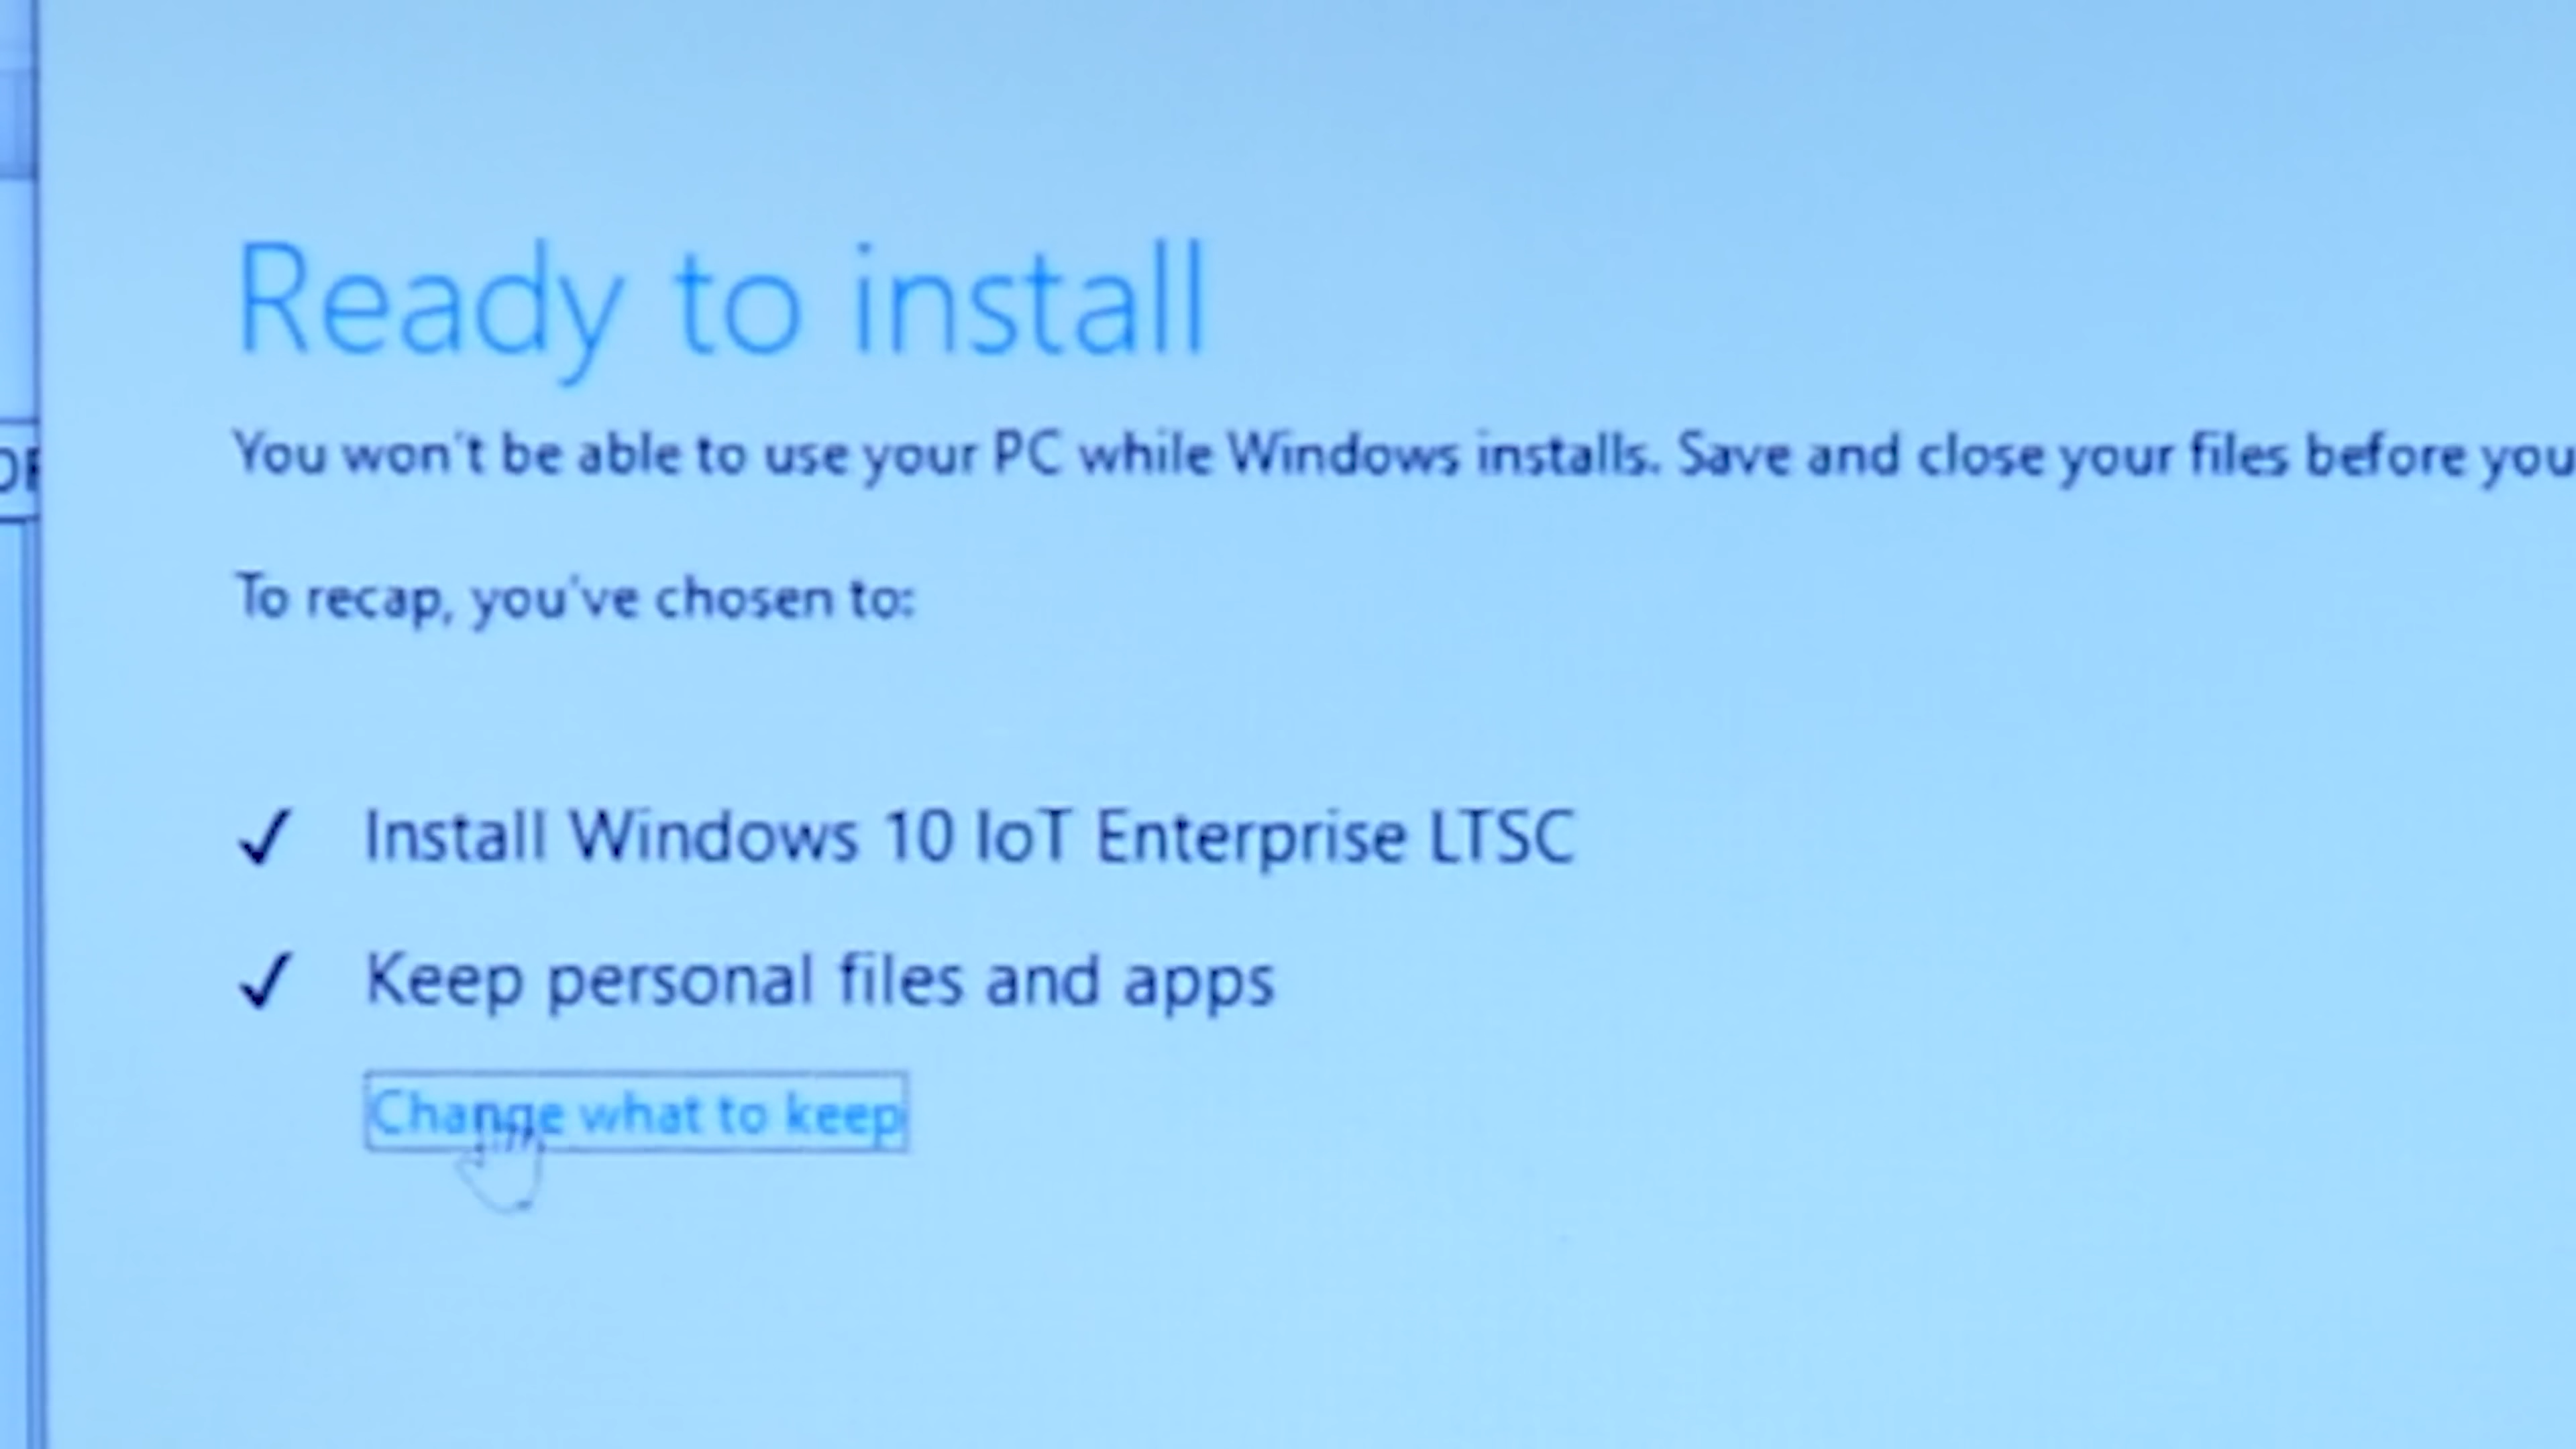 Ready to install
You won't be able to use your PC while Windows installs. Save and close your files before you
To recap, you've chosen to:
✓ Install Windows 10 IoT Enterprise LTSC
✓ Keep personal files and apps
Change what to keep